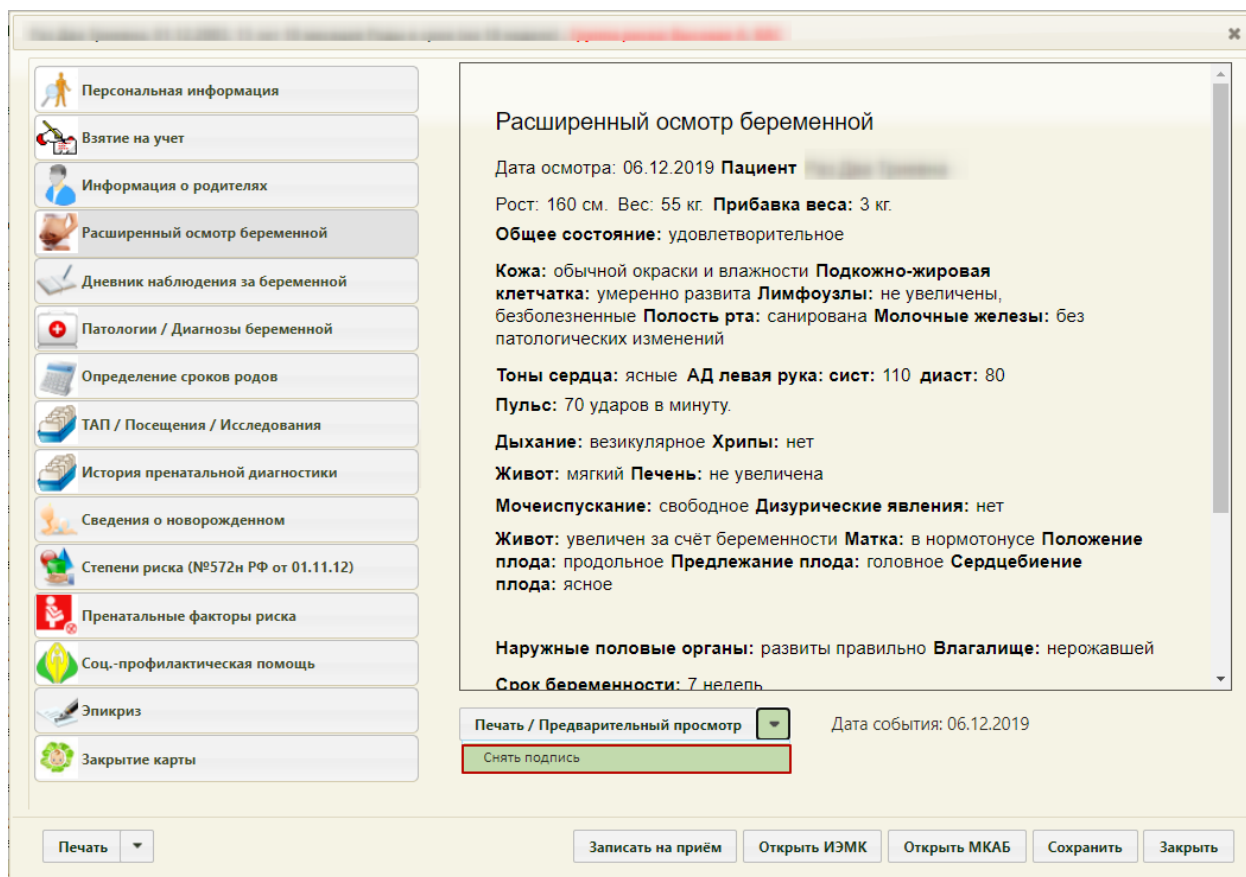 Персональная информация
Взятие на учет
Информация о родителях
Расширенный осмотр беременной
Дневник наблюдения за беременной
Патологии / Диагнозы беременной
Определение сроков родов
ТАП / Посещения / Исследования
История пренатальной диагностики
Сведения о новорожденном
Степени риска (№572н РФ от 01.11.12)
Пренатальные факторы риска
Соц.-профилактическая помощь
Эпикриз
Закрытие карты
Расширенный осмотр беременной
Дата осмотра: 06.12.2019 Пациент
Рост: 160 см. Вес: 55 кг. Прибавка веса: 3 кг.
Общее состояние: удовлетворительное
Кожа: обычной окраски и влажности Подкожно-жировая
клетчатка: умеренно развита Лимфоузлы: не увеличены,
безболезненные Полость рта: санирована Молочные железы: без
патологических изменений
Тоны сердца: ясные АД левая рука: сист: 110 диаст: 80
Пульс: 70 ударов в минуту.
Дыхание: везикулярное Хрипы: нет
Живот: мягкий Печень: не увеличена
Мочеиспускание: свободное Дизурические явления: нет
Живот: увеличен за счёт беременности Матка: в нормотонусе Положение
плода: продольное Предлежание плода: головное Сердцебиение
плода: ясное
Наружные половые органы: развиты правильно Влагалище: нерожавшей
Срок беременности: 7 недель
Печать / Предварительный просмотр
Дата события: 06.12.2019
Снять подпись
Печать
Записать на приём
Открыть ИЭМК
Открыть МКАБ
Сохранить
Закрыть